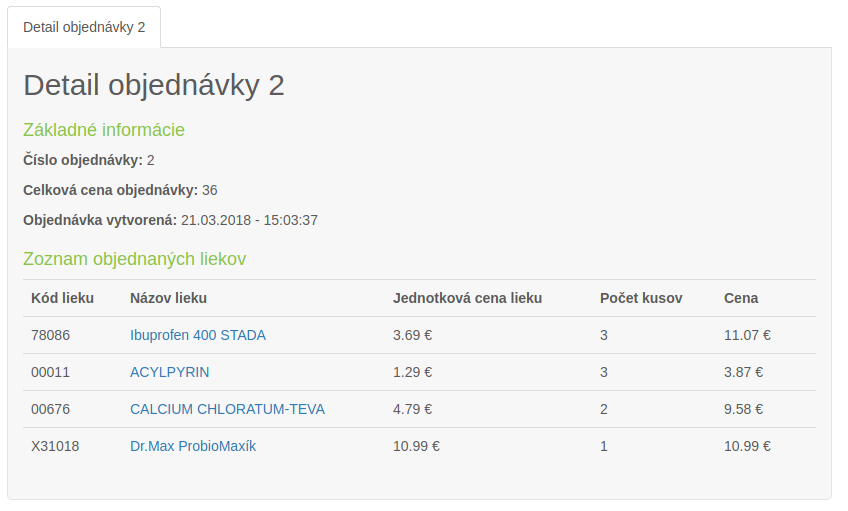 Detail objednávky 2
Detail objednávky 2
Základné informácie
Číslo objednávky: 2
Celková cena objednávky: 36
Objednávka vytvorená: 21.03.2018 - 15:03:37
Zoznam objednaných liekov
Kód lieku Názov lieku Jednotková cena lieku Počet kusov Cena
78086 Ibuprofen 400 STADA 3.69 € 3 11.07 €
00011 ACYLPYRIN 1.29 € 3 3.87 €
00676 CALCIUM CHLORATUM-TEVA 4.79 € 2 9.58 €
X31018 Dr.Max ProbioMaxík 10.99 € 1 10.99 €